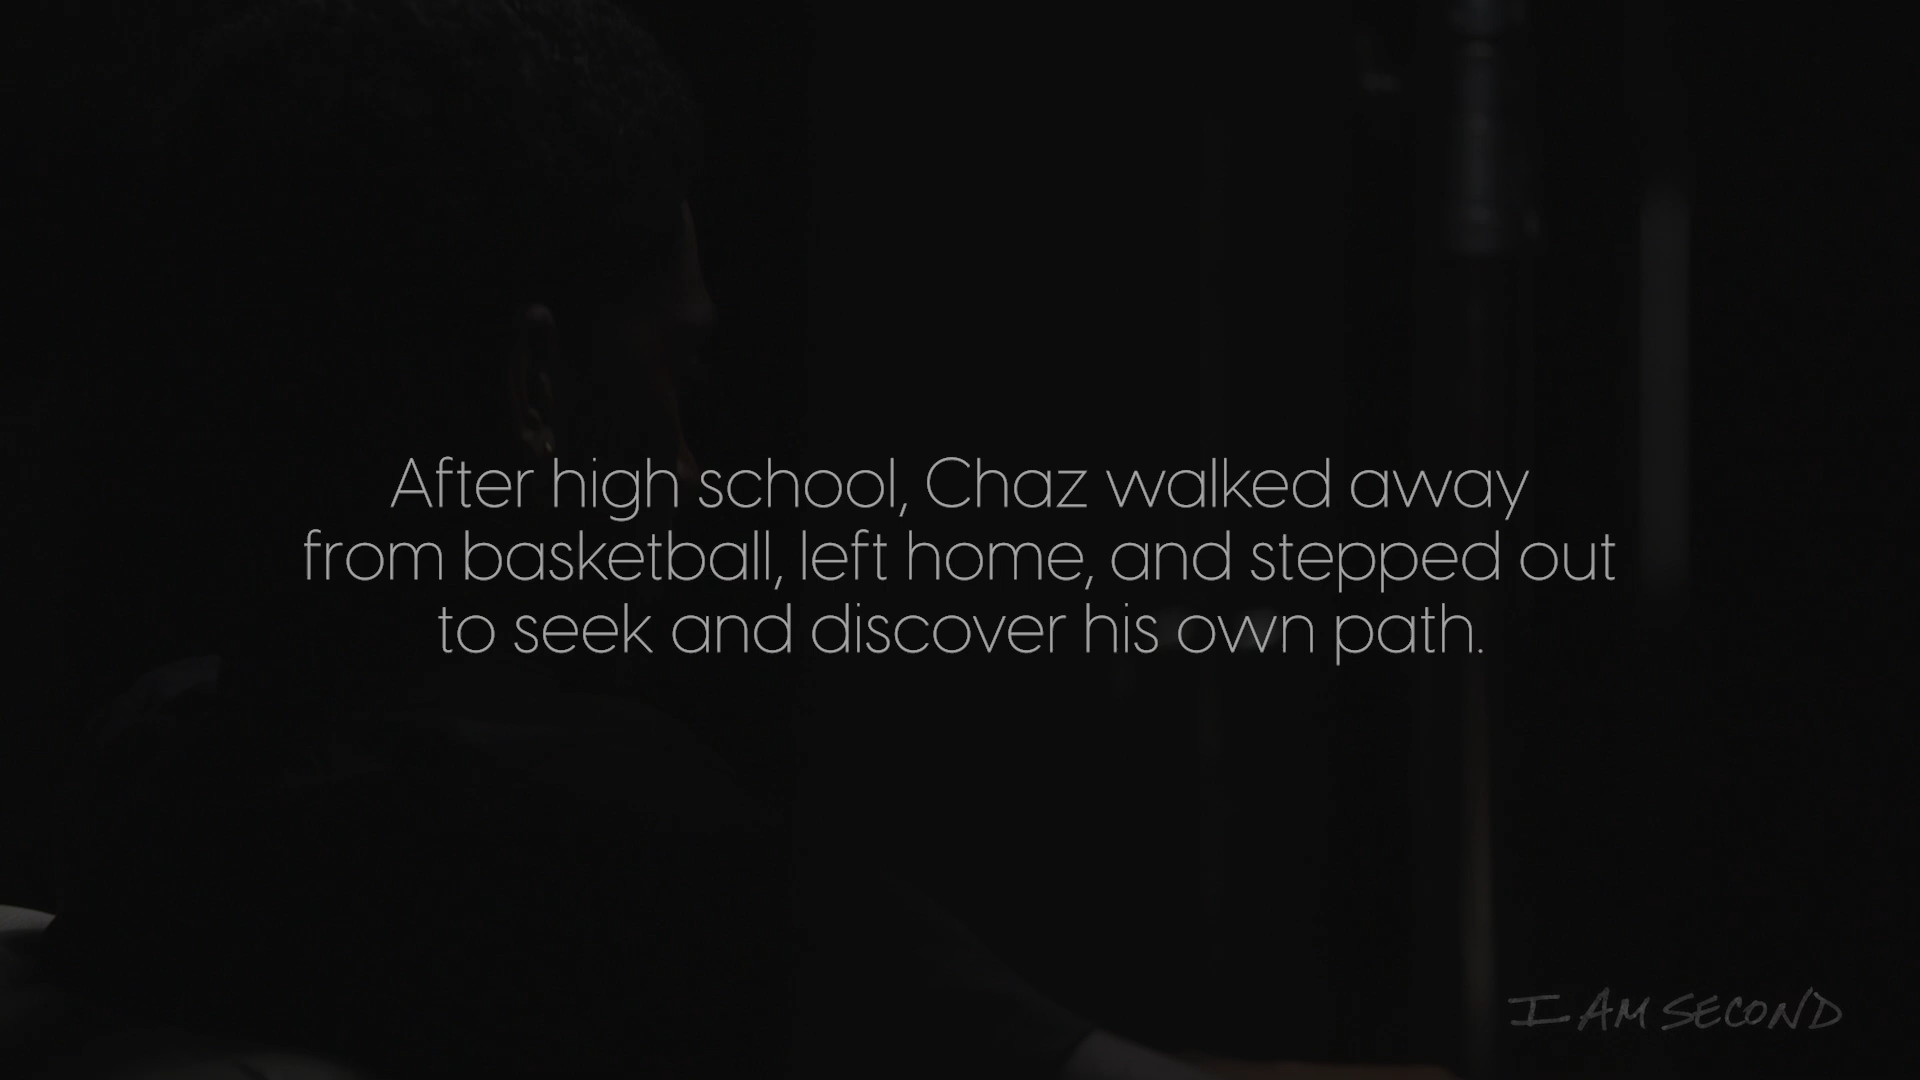 After high school, Chaz walked away
from basketball, left home, and stepped out
to seek and discover his own path.
I AM SECOND